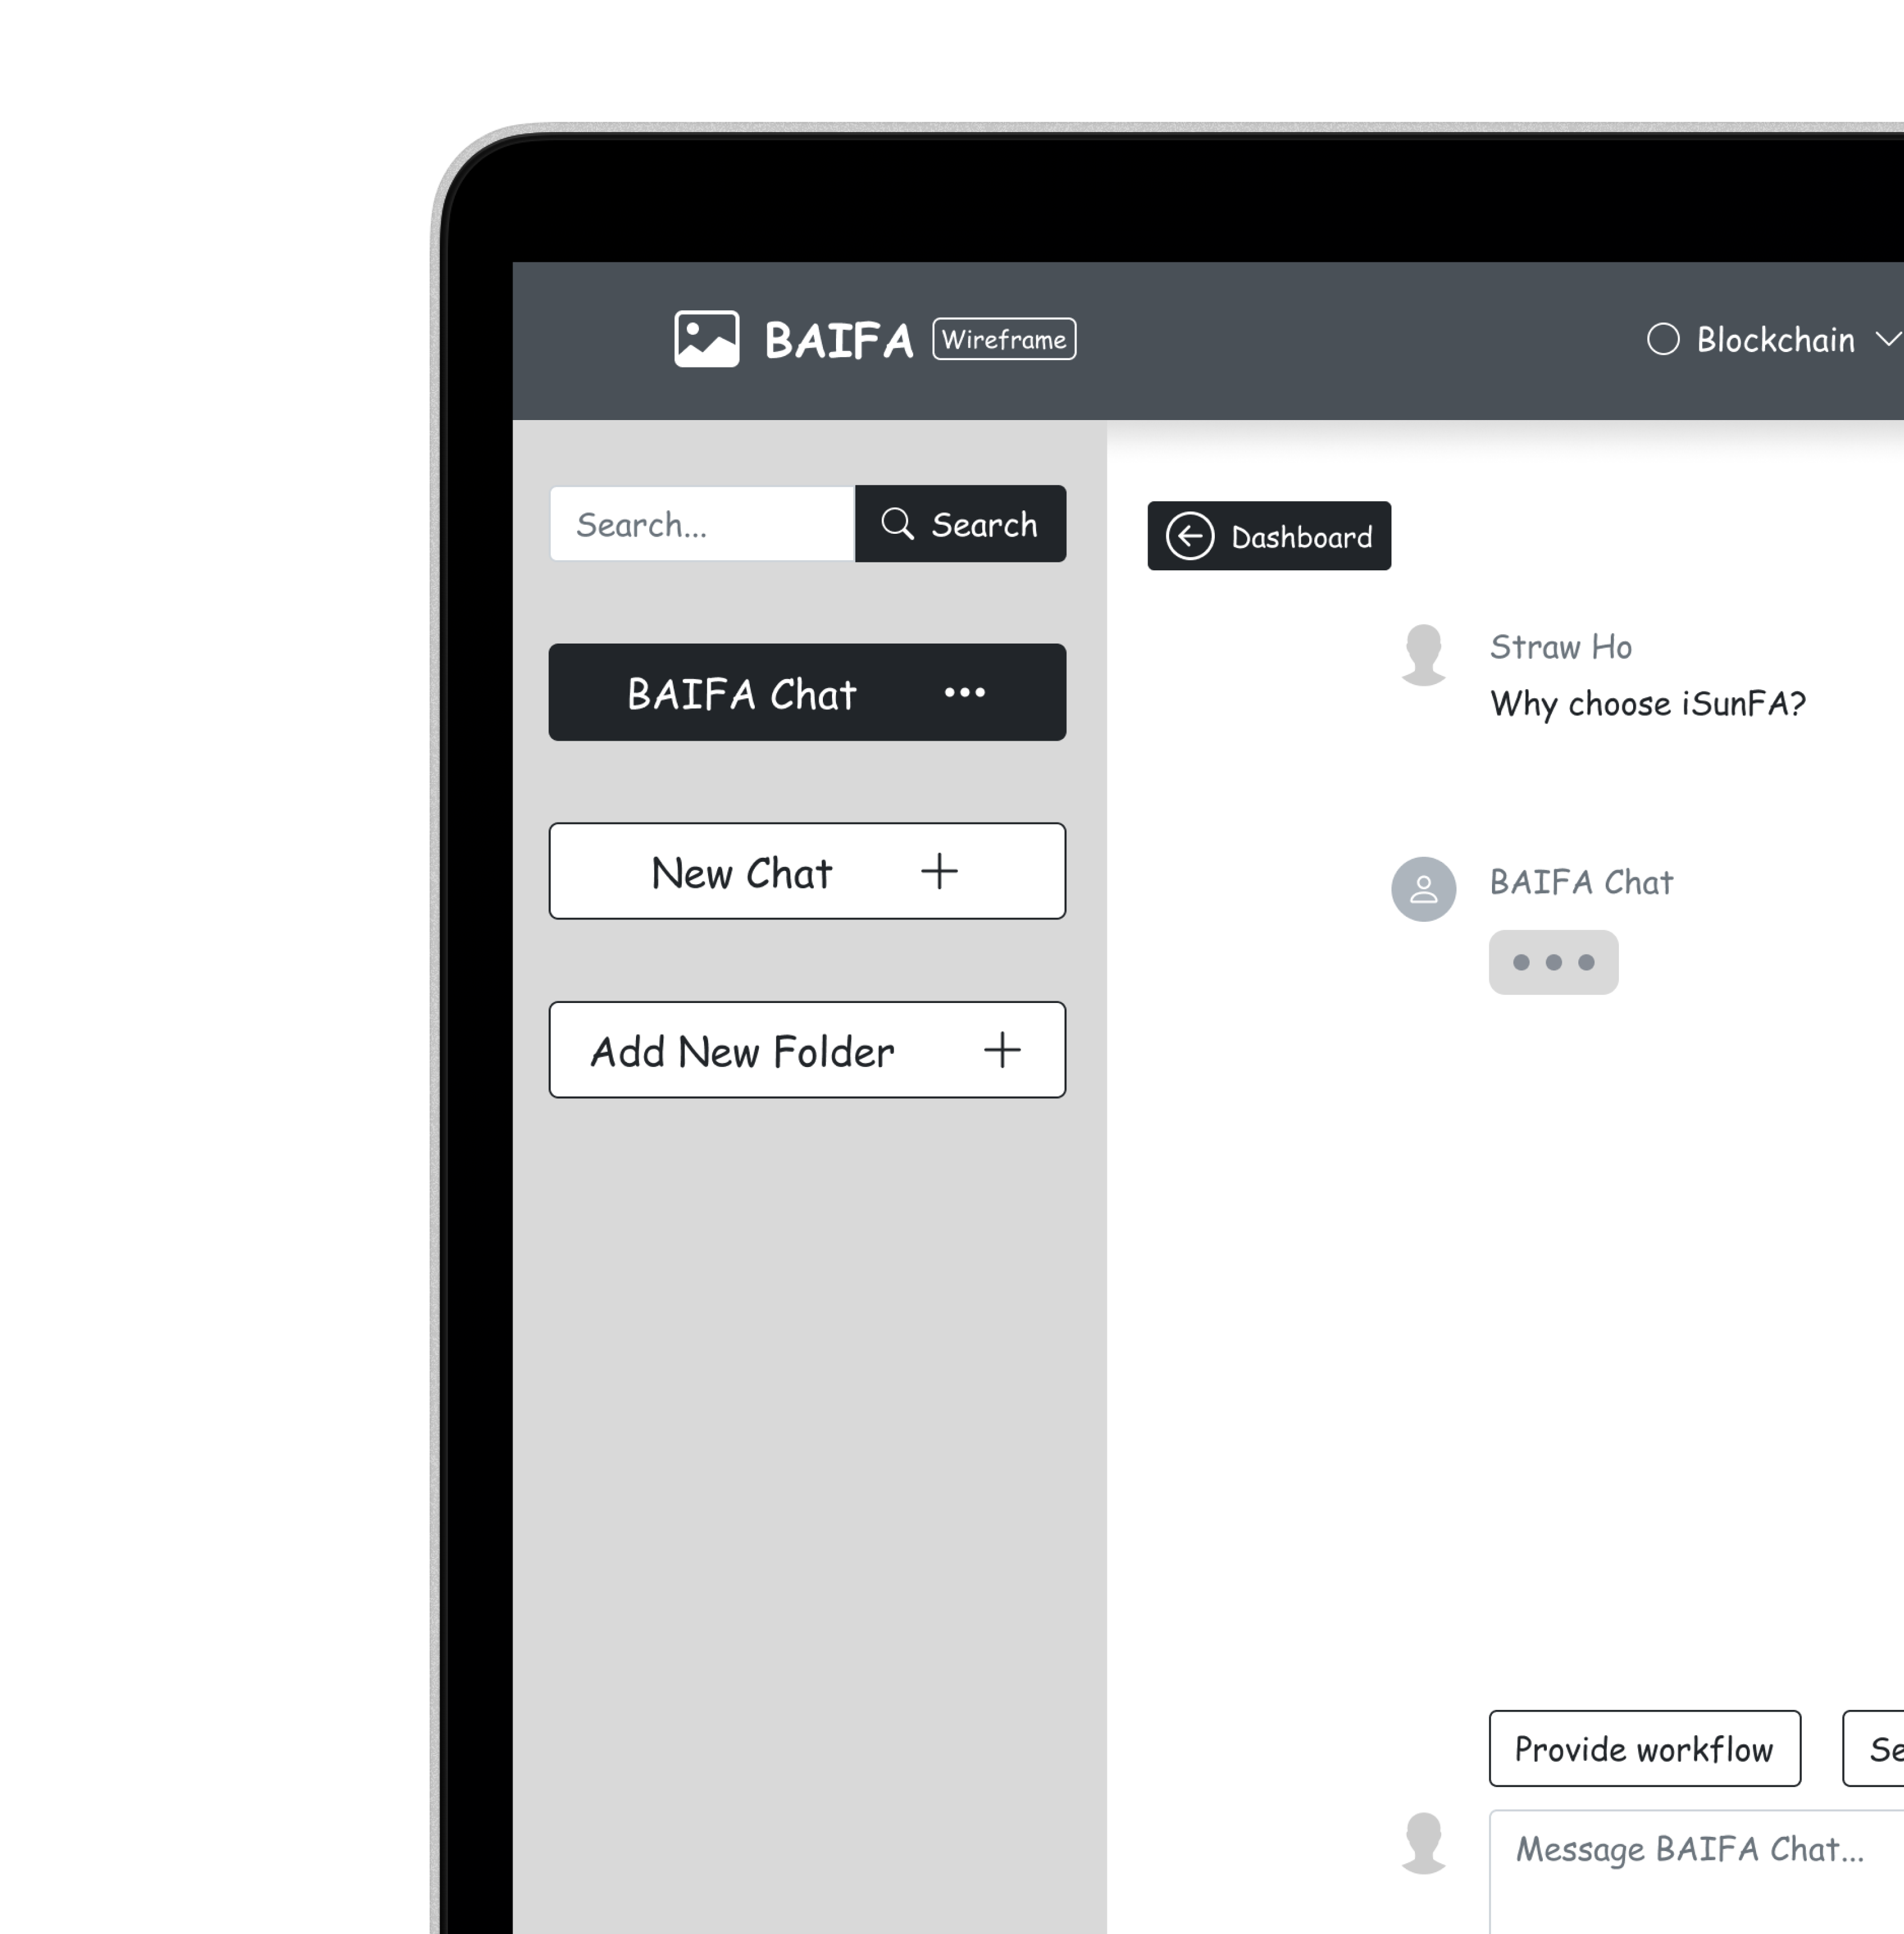 BAIFA Wireframe
Blockchain
Search...
Search
Dashboard
BAIFA Chat
New Chat
Add New Folder
Straw Ho
Why choose iSunFA?
BAIFA Chat
Provide workflow
Message BAIFA Chat...